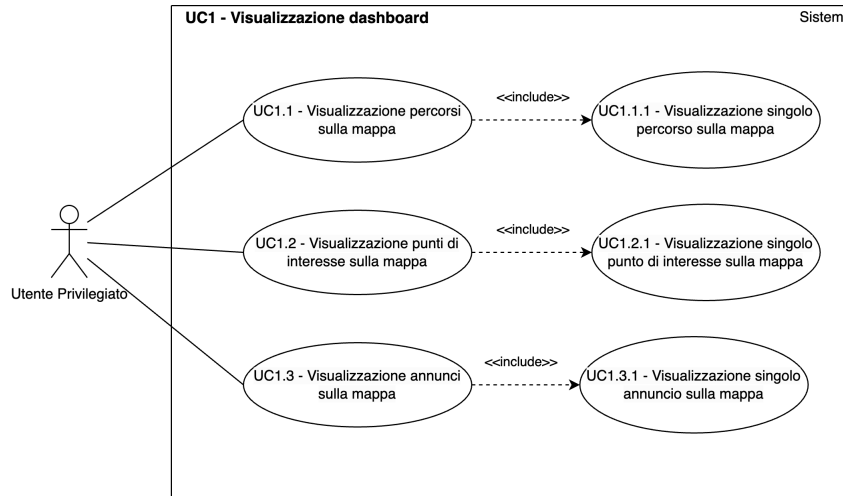 UC1 - Visualizzazione dashboard
Sistem
UC1.1 - Visualizzazione percorsi
sulla mappa
<<include>>
UC1.1.1 - Visualizzazione singolo
percorso sulla mappa
UC1.2 - Visualizzazione punti di
interesse sulla mappa
<<include>>
UC1.2.1 - Visualizzazione singolo
punto di interesse sulla mappa
Utente Privilegiato
UC1.3 - Visualizzazione annunci
sulla mappa
<<include>>
UC1.3.1 - Visualizzazione singolo
annuncio sulla mappa